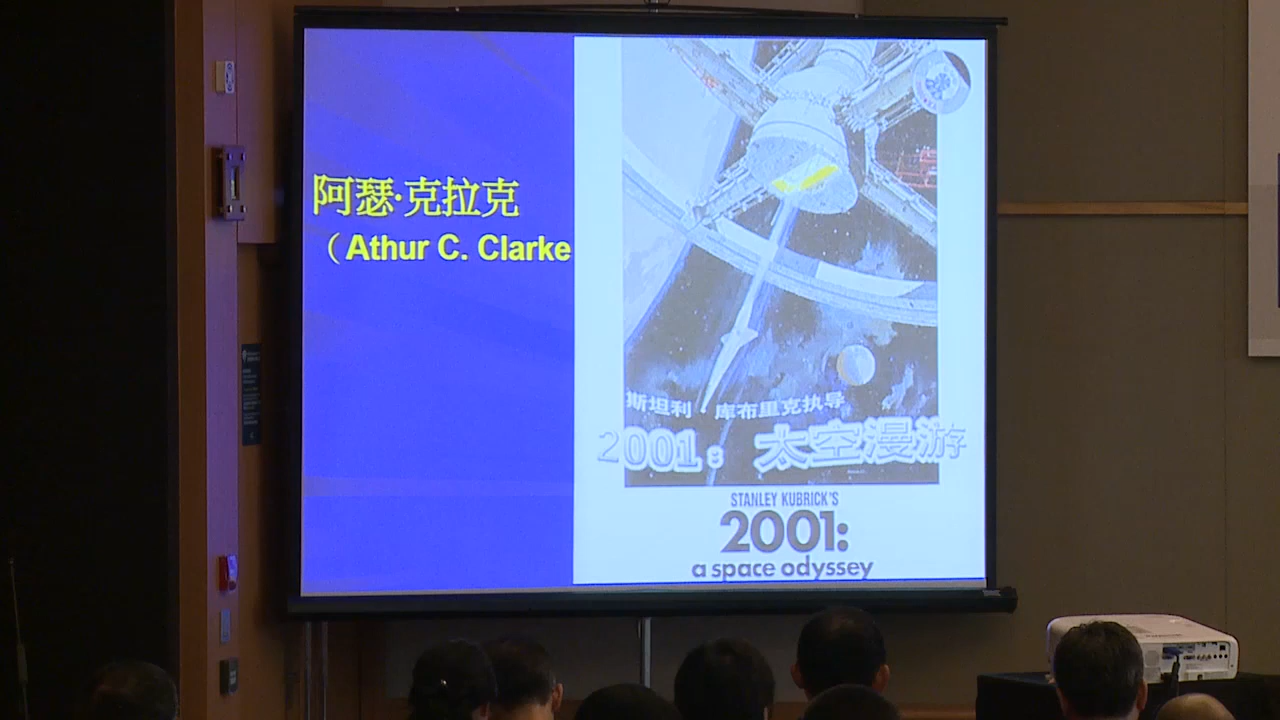 阿瑟·克拉克
（Athur C. Clarke
斯坦利·库布里克执导
2001：太空漫游
STANLEY KUBRICK'S
2001:
a space odyssey